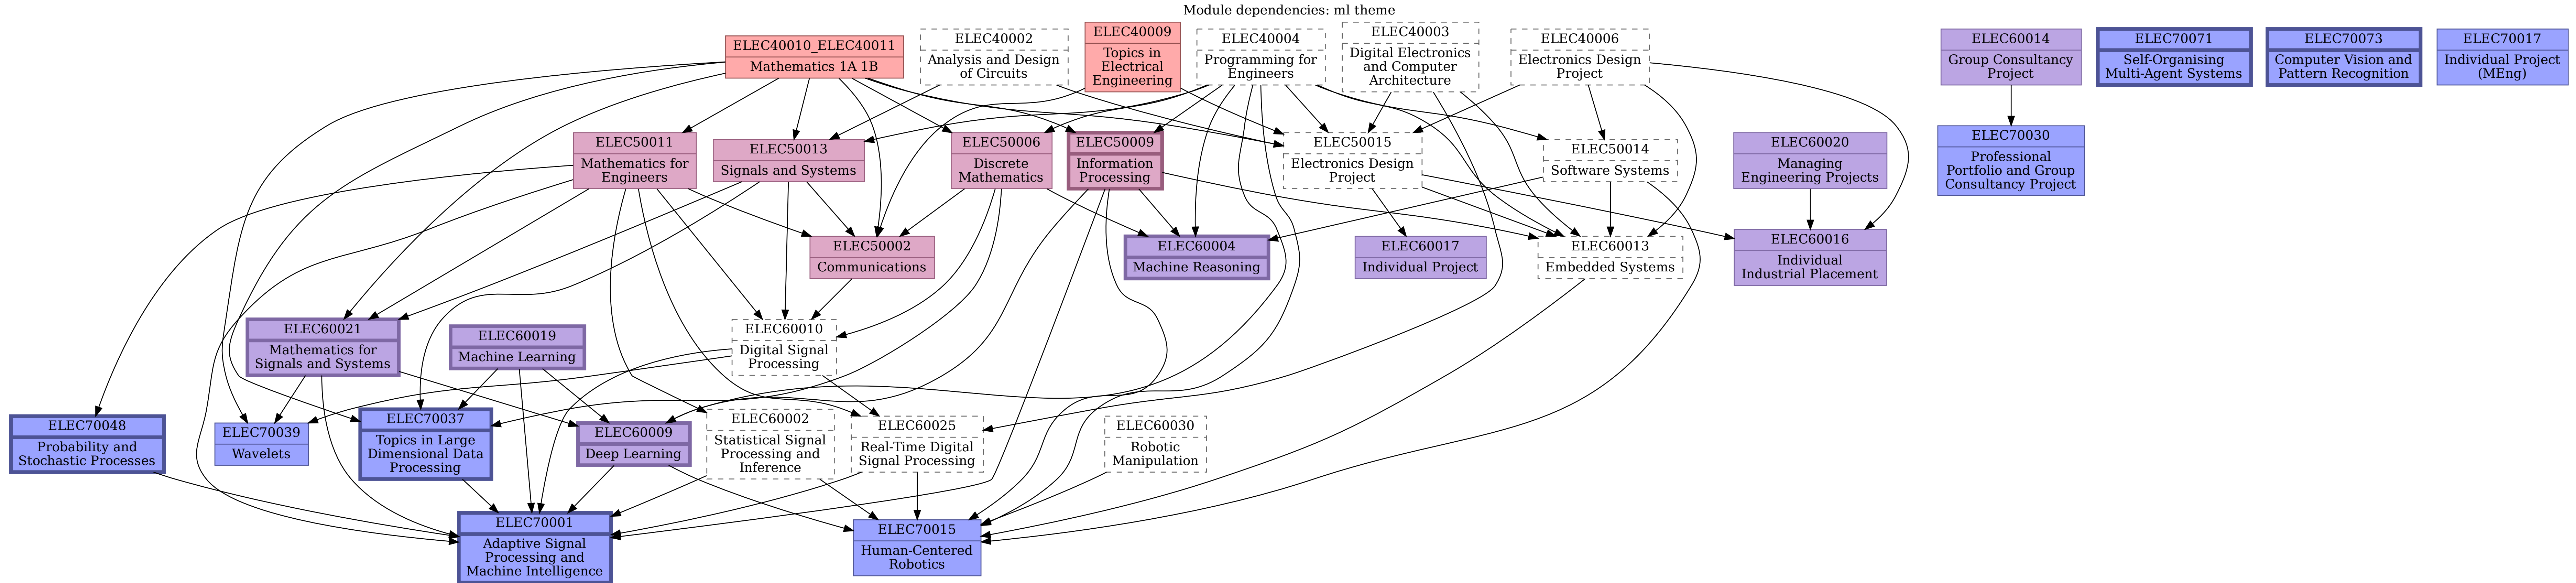 Module dependencies: ml theme
ELEC40010_ELEC40011
Mathematics 1A 1B
ELEC40002
Analysis and Design
of Circuits
ELEC40009
Topics in
Electrical
Engineering
ELEC40004
Programming for
Engineers
ELEC40003
Digital Electronics
and Computer
Architecture
ELEC40006
Electronics Design
Project
ELEC60014
Group Consultancy
Project
ELEC70071
Self-Organising
Multi-Agent Systems
ELEC70073
Computer Vision and
Pattern Recognition
ELEC70017
Individual Project
(MEng)
ELEC50011
Mathematics for
Engineers
ELEC50013
Signals and Systems
ELEC50006
Discrete
Mathematics
ELEC50009
Information
Processing
ELEC50015
Electronics Design
Project
ELEC50014
Software Systems
ELEC60020
Managing
Engineering Projects
ELEC70030
Professional
Portfolio and Group
Consultancy Project
ELEC50002
Communications
ELEC60004
Machine Reasoning
ELEC60017
Individual Project
ELEC60013
Embedded Systems
ELEC60016
Individual
Industrial Placement
ELEC60021
Mathematics for
Signals and Systems
ELEC60019
Machine Learning
ELEC60010
Digital Signal
Processing
ELEC70048
Probability and
Stochastic Processes
ELEC70039
Wavelets
ELEC70037
Topics in Large
Dimensional Data
Processing
ELEC60009
Deep Learning
ELEC60002
Statistical Signal
Processing and
Inference
ELEC60025
Real-Time Digital
Signal Processing
ELEC60030
Robotic
Manipulation
ELEC70001
Adaptive Signal
Processing and
Machine Intelligence
ELEC70015
Human-Centered
Robotics